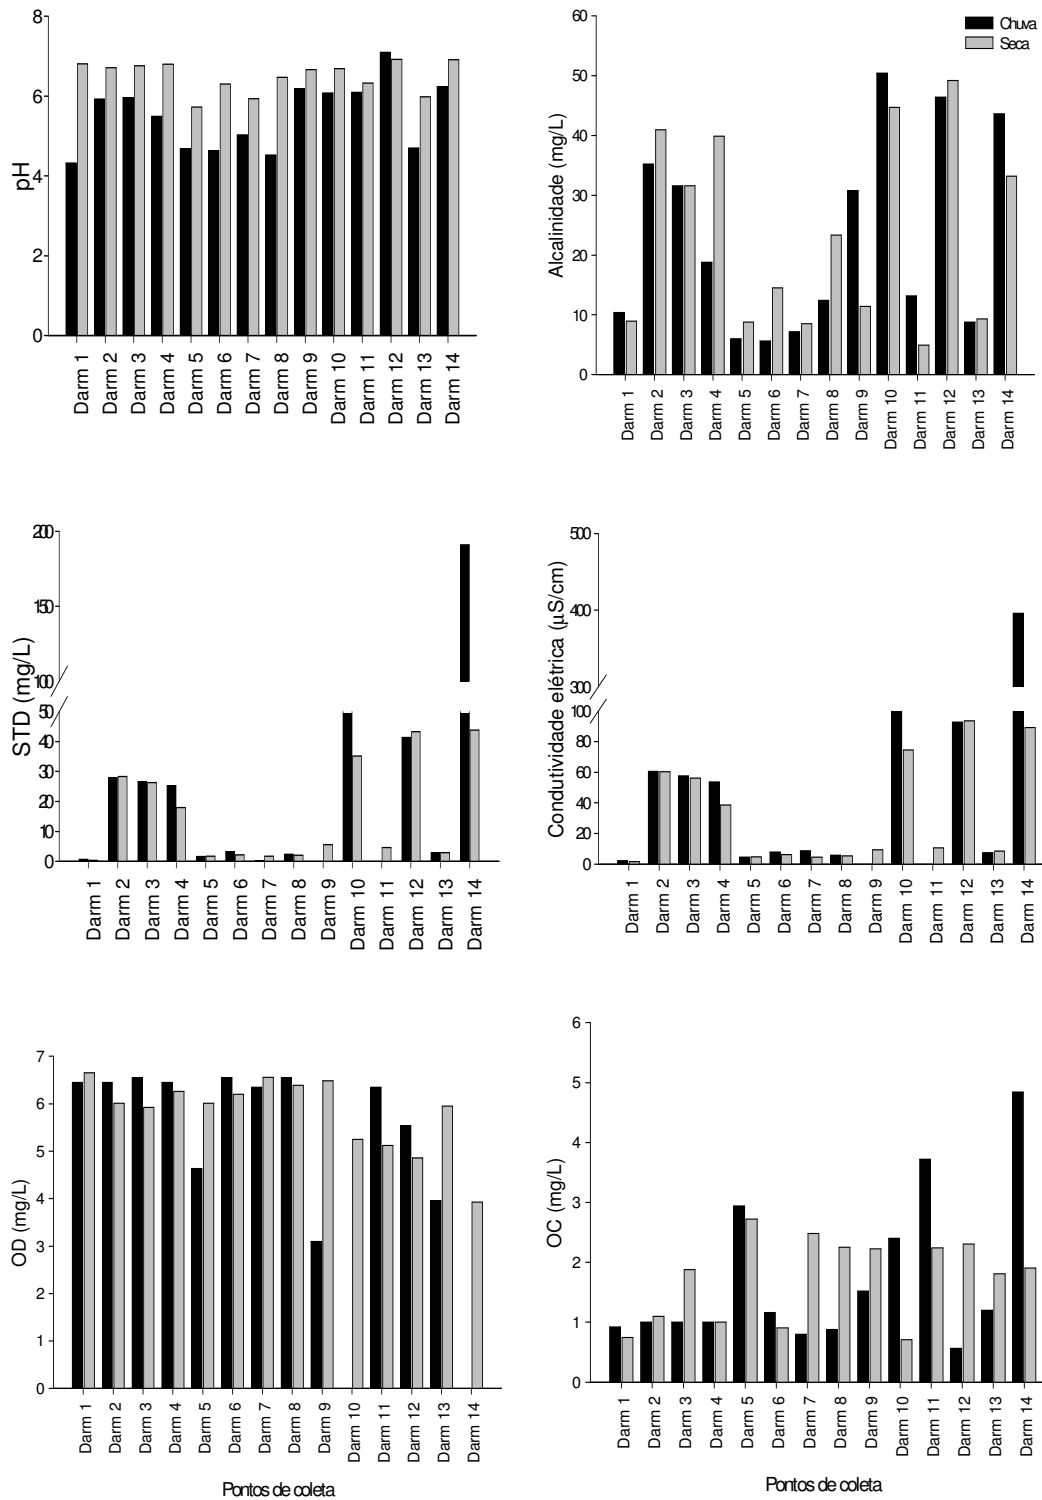 pH
8
6
4
2
0
Darm 1
Darm 2
Darm 3
Darm 4
Darm 5
Darm 6
Darm 7
Darm 8
Darm 9
Darm 10
Darm 11
Darm 12
Darm 13
Darm 14
Chuva
Seca
Alcalinidade (mg/L)
60
50
40
30
20
10
0
Darm 1
Darm 2
Darm 3
Darm 4
Darm 5
Darm 6
Darm 7
Darm 8
Darm 9
Darm 10
Darm 11
Darm 12
Darm 13
Darm 14
STD (mg/L)
200
150
100
50
40
30
20
10
0
Darm 1
Darm 2
Darm 3
Darm 4
Darm 5
Darm 6
Darm 7
Darm 8
Darm 9
Darm 10
Darm 11
Darm 12
Darm 13
Darm 14
Condutividade elétrica (µS/cm)
500
400
300
100
80
60
40
20
0
Darm 1
Darm 2
Darm 3
Darm 4
Darm 5
Darm 6
Darm 7
Darm 8
Darm 9
Darm 10
Darm 11
Darm 12
Darm 13
Darm 14
OD (mg/L)
7
6
5
4
3
2
1
0
Darm 1
Darm 2
Darm 3
Darm 4
Darm 5
Darm 6
Darm 7
Darm 8
Darm 9
Darm 10
Darm 11
Darm 12
Darm 13
Darm 14
Pontos de coleta
OC (mg/L)
6
5
4
3
2
1
0
Darm 1
Darm 2
Darm 3
Darm 4
Darm 5
Darm 6
Darm 7
Darm 8
Darm 9
Darm 10
Darm 11
Darm 12
Darm 13
Darm 14
Pontos de coleta